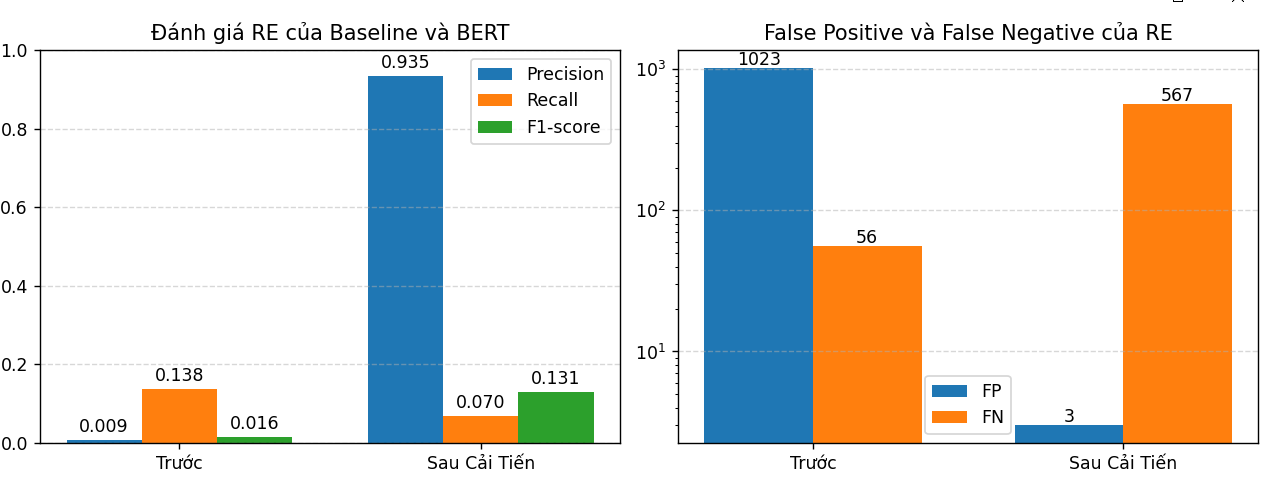 Đánh giá RE của Baseline và BERT
1.0
0.8
0.6
0.4
0.2
0.0
0.935
0.138
0.131
0.070
0.009
0.016
Precision
Recall
F1-score
Trước
Sau Cải Tiến
False Positive và False Negative của RE
10³
10²
10¹
1023
567
56
3
FP
FN
Trước
Sau Cải Tiến